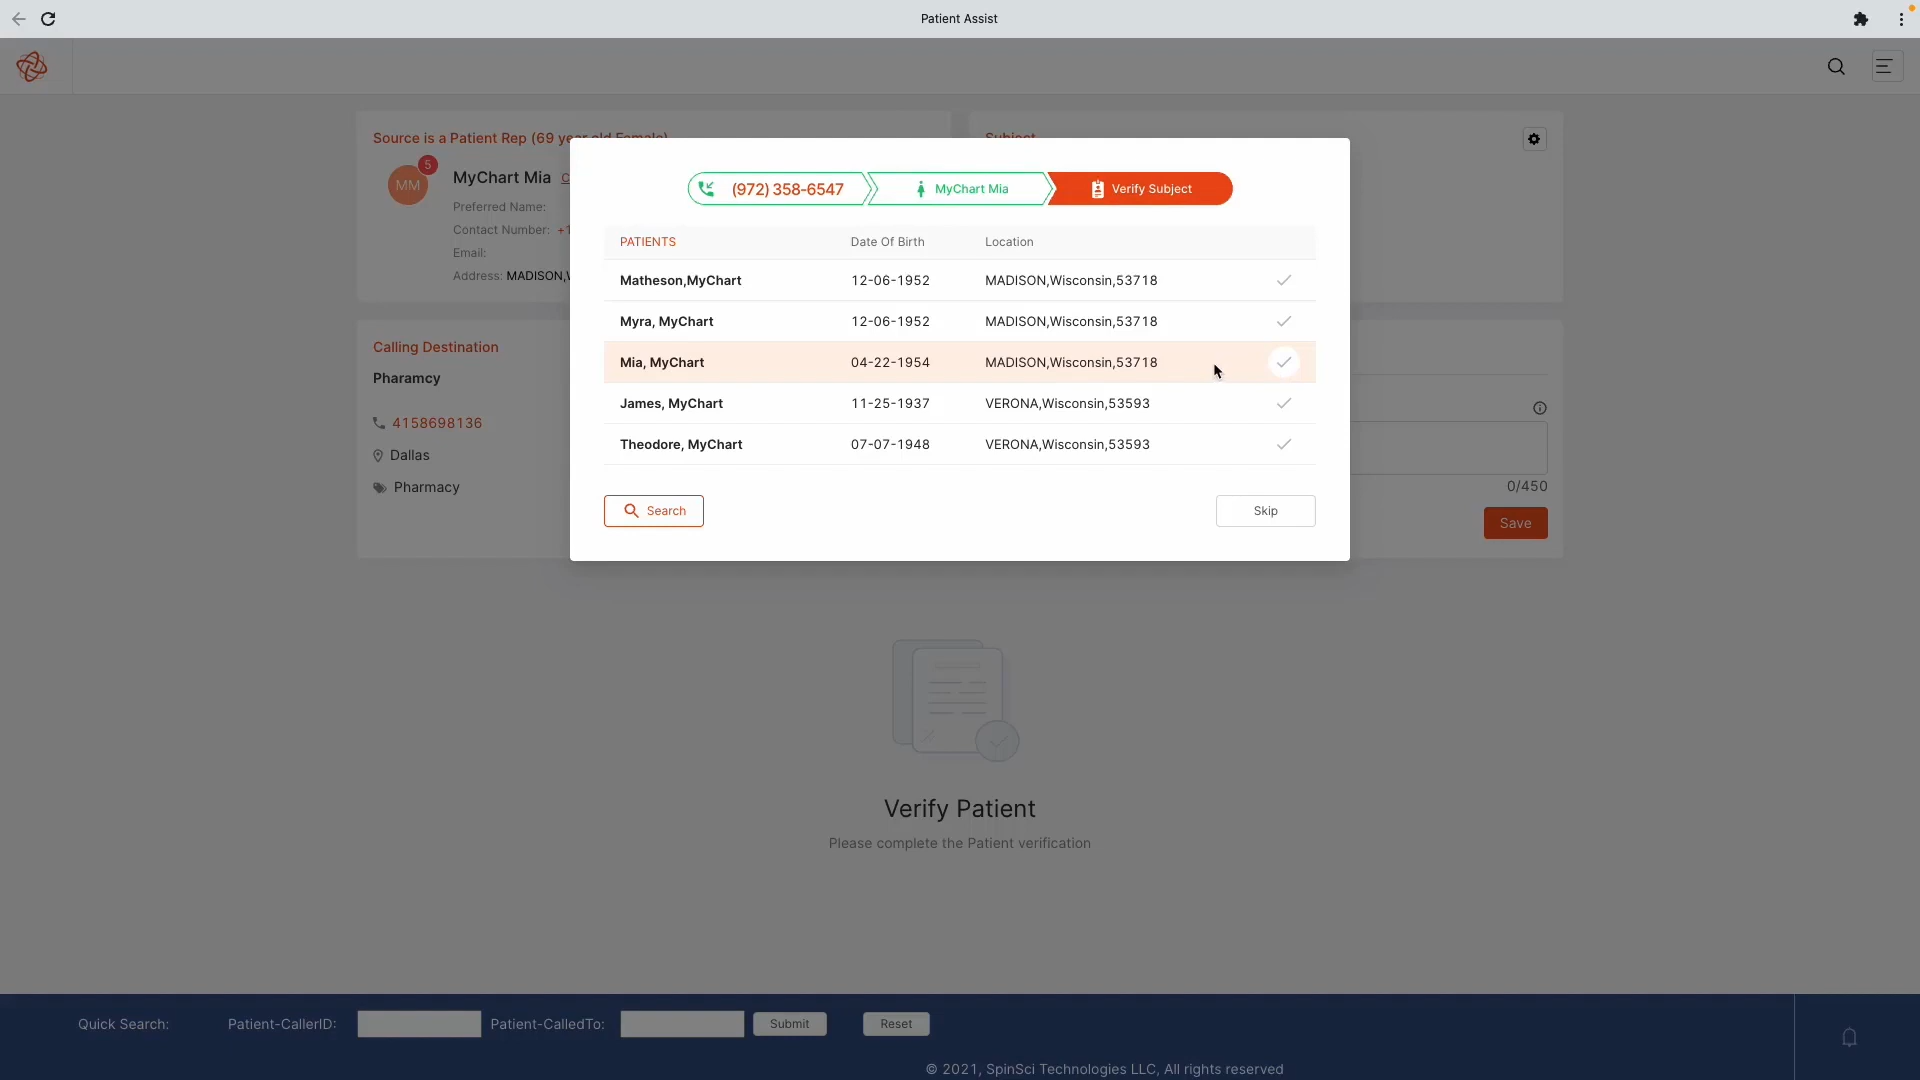 Patient Assist
Source is a Patient Rep (69 year old Female)
Subject
5
MM
MyChart Mia
Preferred Name:
Contact Number: +1
Email:
Address: MADISON,
(972) 358-6547
MyChart Mia
Verify Subject
PATIENTS Date Of Birth Location
Matheson,MyChart 12-06-1952 MADISON,Wisconsin,53718
Myra, MyChart 12-06-1952 MADISON,Wisconsin,53718
Mia, MyChart 04-22-1954 MADISON,Wisconsin,53718
James, MyChart 11-25-1937 VERONA,Wisconsin,53593
Theodore, MyChart 07-07-1948 VERONA,Wisconsin,53593
Search
Skip
Calling Destination
Pharamcy
4158698136
Dallas
Pharmacy
0/450
Save
Verify Patient
Please complete the Patient verification
Quick Search: Patient-CallerID: Patient-CalledTo: Submit Reset
© 2021, SpinSci Technologies LLC, All rights reserved